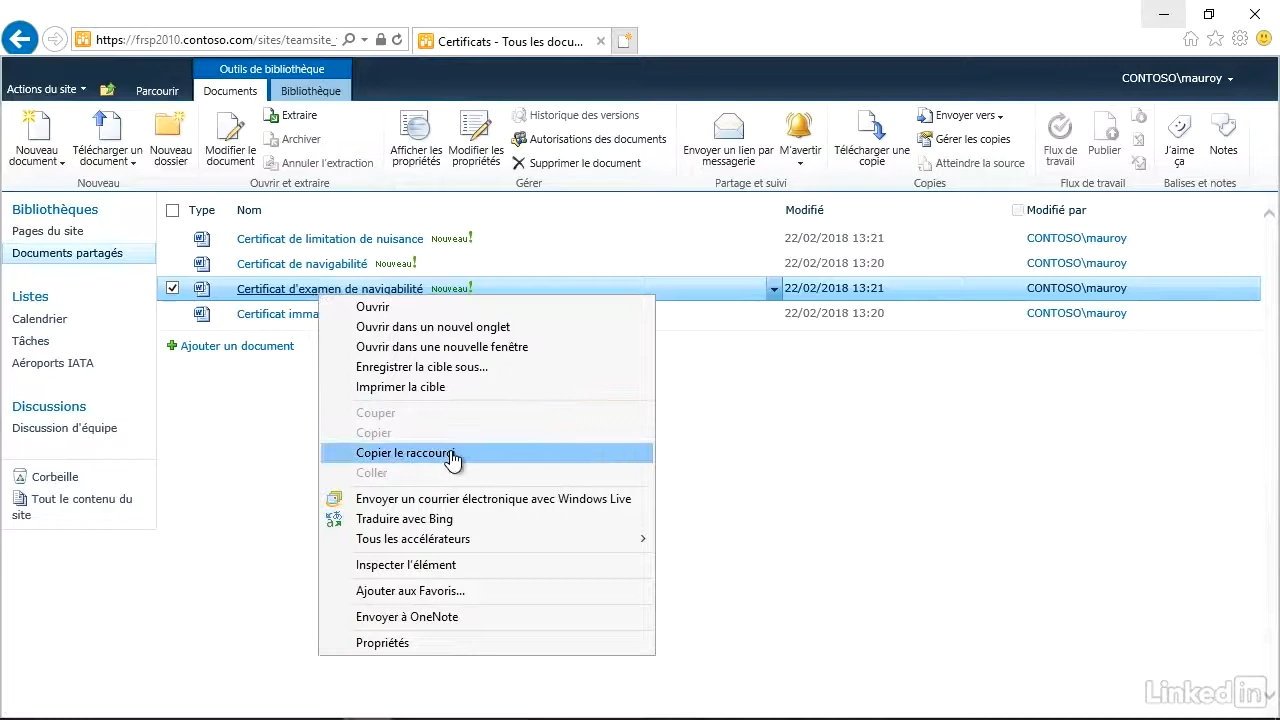 https://frsp2010.contoso.com/sites/teamsite_
Certificats - Tous les docu...
Outils de bibliothèque
CONTOSO\mauroy
Actions du site
Parcourir
Documents
Bibliothèque
Nouveau document
Télécharger un document
Nouveau dossier
Nouveau
Modifier le document
Extraire
Archiver
Annuler l'extraction
Ouvrir et extraire
Afficher les propriétés
Modifier les propriétés
Historique des versions
Autorisations des documents
Supprimer le document
Gérer
Envoyer un lien par messagerie
M'avertir
Partage et suivi
Télécharger une copie
Envoyer vers
Gérer les copies
Atteindre la source
Copies
Flux de travail
Publier
Flux de travail
J'aime ça
Notes
Balises et notes
Bibliothèques
Pages du site
Documents partagés
Listes
Calendrier
Tâches
Aéroports IATA
Discussions
Discussion d'équipe
Corbeille
Tout le contenu du
site
Type Nom Modifié Modifié par
Certificat de limitation de nuisance Nouveau! 22/02/2018 13:21 CONTOSO\mauroy
Certificat de navigabilité Nouveau! 22/02/2018 13:20 CONTOSO\mauroy
Certificat d'examen de navigabilité Nouveau! 22/02/2018 13:21 CONTOSO\mauroy
Certificat imma 22/02/2018 13:20 CONTOSO\mauroy
Ajouter un document
Ouvrir
Ouvrir dans un nouvel onglet
Ouvrir dans une nouvelle fenêtre
Enregistrer la cible sous...
Imprimer la cible
Couper
Copier
Copier le raccourci
Coller
Envoyer un courrier électronique avec Windows Live
Traduire avec Bing
Tous les accélérateurs
Inspecter l'élément
Ajouter aux Favoris...
Envoyer à OneNote
Propriétés
Linked in